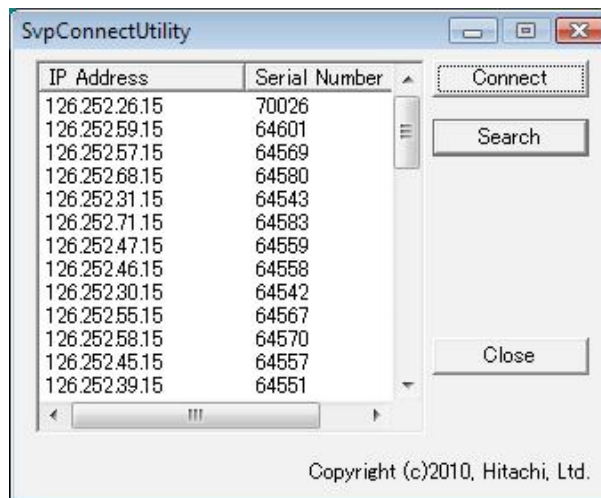 SvpConnectUtility
IP Address Serial Number
126.252.26.15 70026
126.252.59.15 64601
126.252.57.15 64569
126.252.68.15 64580
126.252.31.15 64543
126.252.71.15 64583
126.252.47.15 64559
126.252.46.15 64558
126.252.30.15 64542
126.252.55.15 64567
126.252.58.15 64570
126.252.45.15 64557
126.252.39.15 64551
Connect
Search
Close
Copyright (c)2010, Hitachi, Ltd.